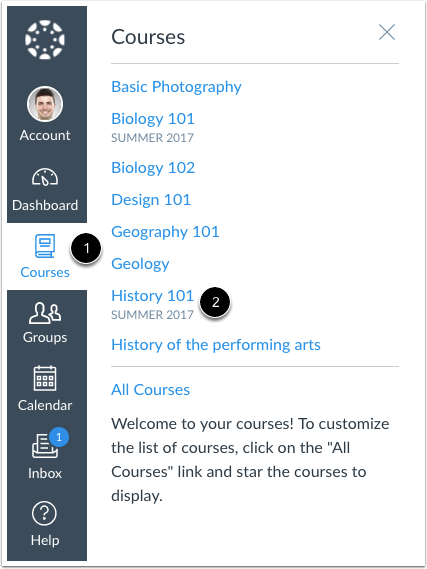 Account
Dashboard
Courses
1
Groups
Calendar
1
Inbox
Help
Courses
Basic Photography
Biology 101
SUMMER 2017
Biology 102
Design 101
Geography 101
Geology
History 101
2
SUMMER 2017
History of the performing arts
All Courses
Welcome to your courses! To customize
the list of courses, click on the "All
Courses" link and star the courses to
display.